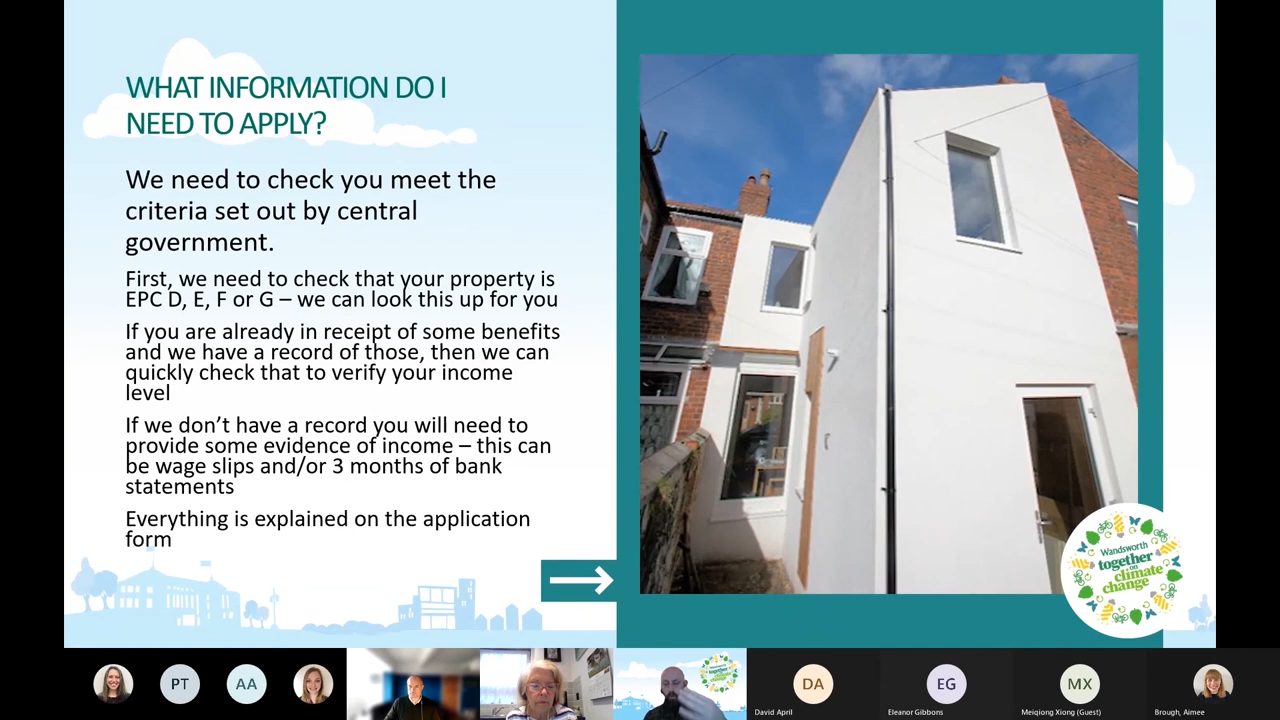 WHAT INFORMATION DO I
NEED TO APPLY?
We need to check you meet the
criteria set out by central
government.
First, we need to check that your property is
EPC D, E, F or G – we can look this up for you
If you are already in receipt of some benefits
and we have a record of those, then we can
quickly check that to verify your income
level
If we don’t have a record you will need to
provide some evidence of income – this can
be wage slips and/or 3 months of bank
statements
Everything is explained on the application
form
Wandsworth
together
on
climate
change
PT
AA
DA
David April
EG
Eleanor Gibbons
MX
Meiqiong Xiong (Guest)
Brough, Aimee